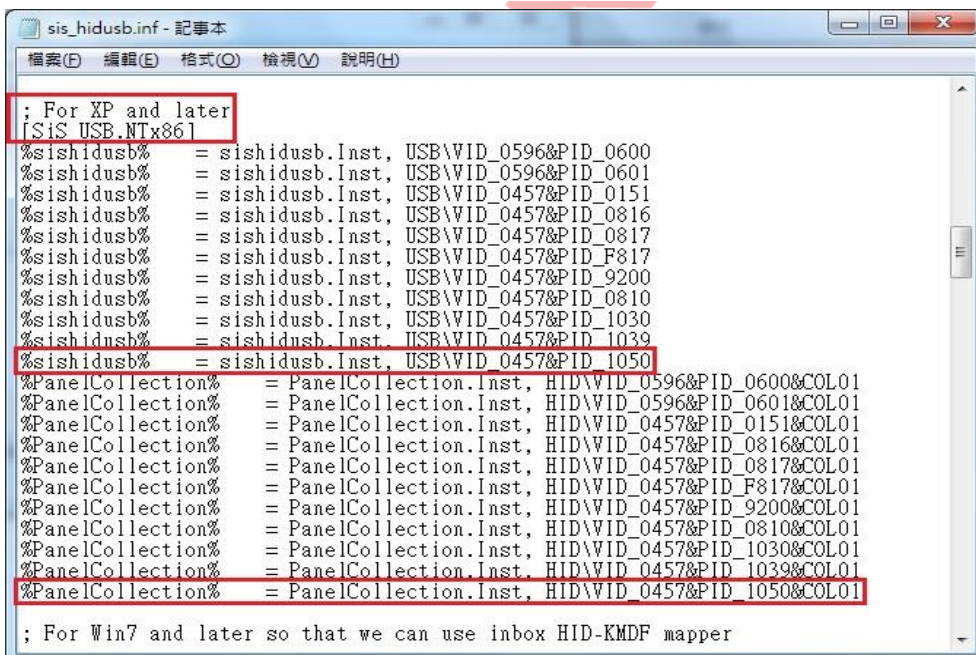 sis_hidusb.inf - 記事本
檔案(F) 編輯(E) 格式(O) 檢視(V) 說明(H)
; For XP and later
[SiS_USB.NTx86]
%sishidusb% = sishidusb.Inst, USB\VID_0596&PID_0600
%sishidusb% = sishidusb.Inst, USB\VID_0596&PID_0601
%sishidusb% = sishidusb.Inst, USB\VID_0457&PID_0151
%sishidusb% = sishidusb.Inst, USB\VID_0457&PID_0816
%sishidusb% = sishidusb.Inst, USB\VID_0457&PID_0817
%sishidusb% = sishidusb.Inst, USB\VID_0457&PID_F817
%sishidusb% = sishidusb.Inst, USB\VID_0457&PID_9200
%sishidusb% = sishidusb.Inst, USB\VID_0457&PID_0810
%sishidusb% = sishidusb.Inst, USB\VID_0457&PID_1030
%sishidusb% = sishidusb.Inst, USB\VID_0457&PID_1039
%sishidusb% = sishidusb.Inst, USB\VID_0457&PID_1050
%PanelCollection% = PanelCollection.Inst, HID\VID_0596&PID_0600&COL01
%PanelCollection% = PanelCollection.Inst, HID\VID_0596&PID_0601&COL01
%PanelCollection% = PanelCollection.Inst, HID\VID_0457&PID_0151&COL01
%PanelCollection% = PanelCollection.Inst, HID\VID_0457&PID_0816&COL01
%PanelCollection% = PanelCollection.Inst, HID\VID_0457&PID_0817&COL01
%PanelCollection% = PanelCollection.Inst, HID\VID_0457&PID_F817&COL01
%PanelCollection% = PanelCollection.Inst, HID\VID_0457&PID_9200&COL01
%PanelCollection% = PanelCollection.Inst, HID\VID_0457&PID_0810&COL01
%PanelCollection% = PanelCollection.Inst, HID\VID_0457&PID_1030&COL01
%PanelCollection% = PanelCollection.Inst, HID\VID_0457&PID_1039&COL01
%PanelCollection% = PanelCollection.Inst, HID\VID_0457&PID_1050&COL01
; For Win7 and later so that we can use inbox HID-KMDF mapper